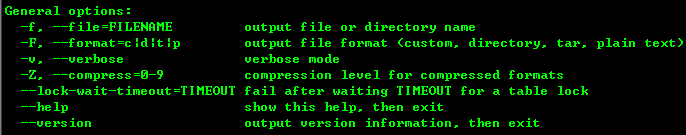 General options:
  -f, --file=FILENAME         output file or directory name
  -F, --format=c|d|t|p        output file format (custom, directory, tar, plain text)
  -v, --verbose               verbose mode
  -Z, --compress=0-9          compression level for compressed formats
  --lock-wait-timeout=TIMEOUT fail after waiting TIMEOUT for a table lock
  --help                      show this help, then exit
  --version                   output version information, then exit